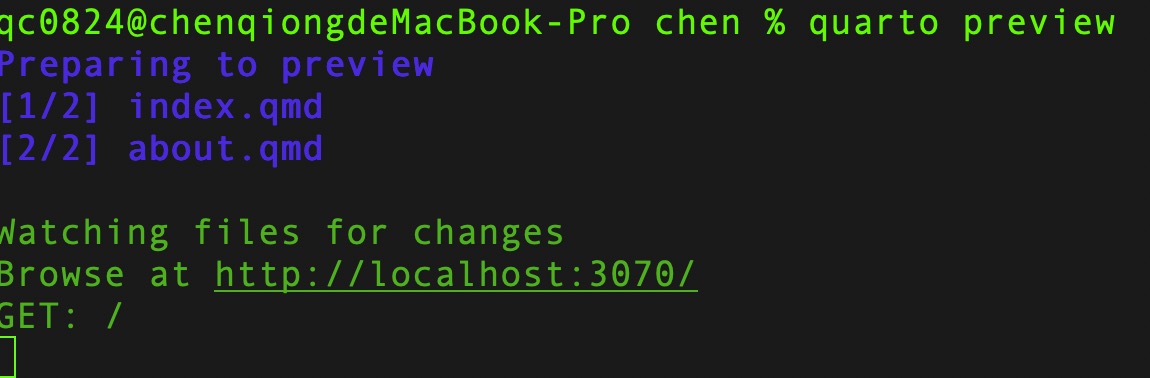 qc0824@chenqiongdeMacBook-Pro chen % quarto preview
Preparing to preview
[1/2] index.qmd
[2/2] about.qmd
Watching files for changes
Browse at http://localhost:3070/
GET: /